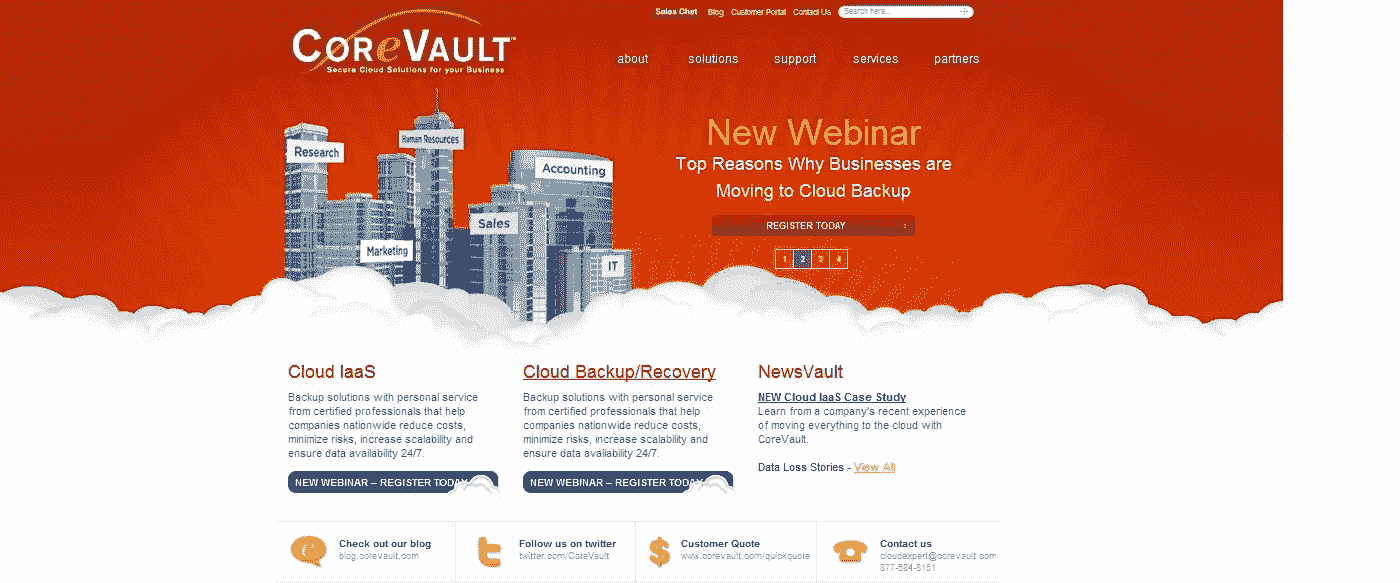 Sales Chat Blog Customer Portal Contact Us Search here...
COREVAULT™
Secure Cloud Solutions for your Business
about solutions support services partners
Research
Human Resources
Accounting
Sales
Marketing
IT
New Webinar
Top Reasons Why Businesses are
Moving to Cloud Backup
REGISTER TODAY
1 2 3 4
Cloud IaaS
Backup solutions with personal service
from certified professionals that help
companies nationwide reduce costs,
minimize risks, increase scalability and
ensure data availability 24/7.
NEW WEBINAR – REGISTER TODAY
Cloud Backup/Recovery
Backup solutions with personal service
from certified professionals that help
companies nationwide reduce costs,
minimize risks, increase scalability and
ensure data availability 24/7.
NEW WEBINAR – REGISTER TODAY
NewsVault
NEW Cloud IaaS Case Study
Learn from a company's recent experience
of moving everything to the cloud with
CoreVault.
Data Loss Stories - View All
Check out our blog
blog.corevault.com
Follow us on twitter
twitter.com/CoreVault
Customer Quote
www.corevault.com/quickquote
Contact us
cloudexpert@corevault.com
877-684-8151